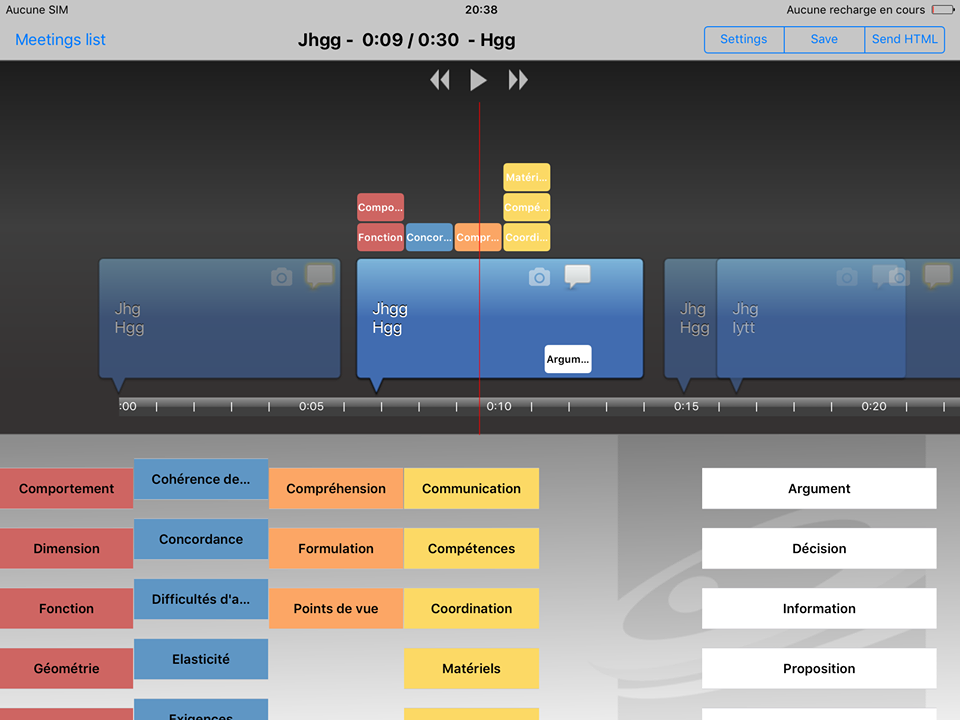 Aucune SIM
20:38
Aucune recharge en cours
Meetings list
Jhgg - 0:09 / 0:30 - Hgg
Settings
Save
Send HTML
Matéri...
Compo...
Compé...
Fonction
Concor...
Compr...
Coordi...
Jhg
Hgg
Jhgg
Hgg
Argum...
Jhg
Hgg
Jhg
Iytt
:00
0:05
0:10
0:15
0:20
Comportement
Cohérence de...
Compréhension
Communication
Argument
Dimension
Concordance
Formulation
Compétences
Décision
Fonction
Difficultés d'a...
Points de vue
Coordination
Information
Géométrie
Elasticité
Matériels
Proposition
Exigences